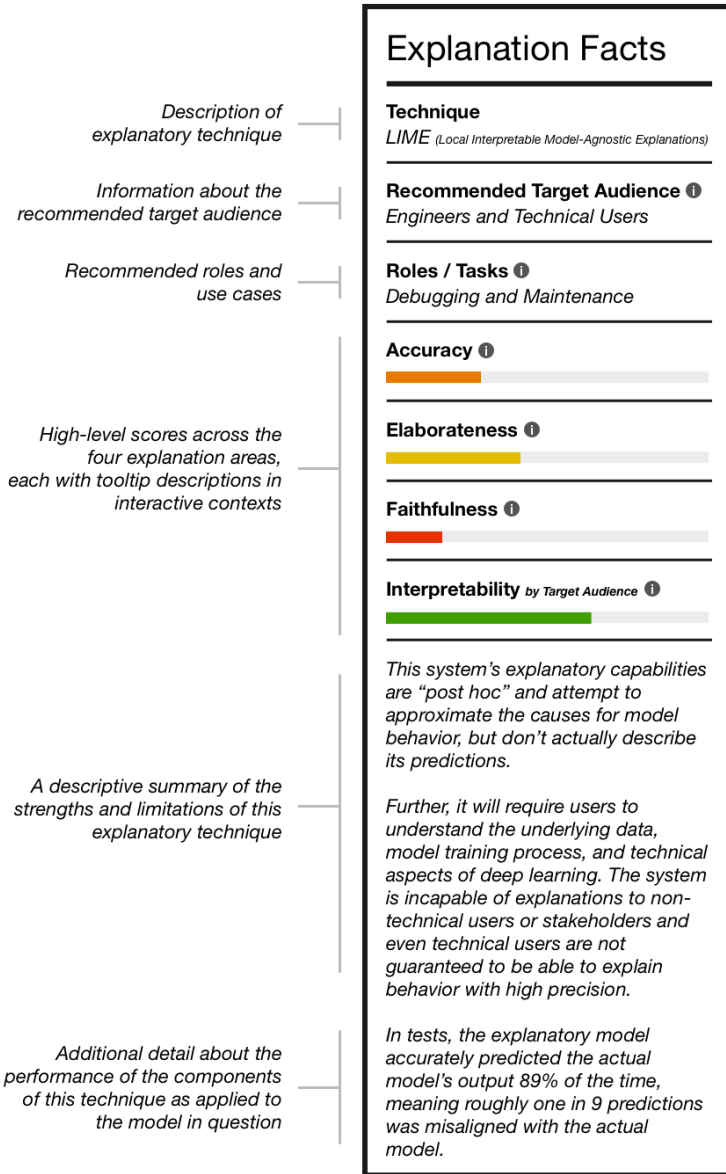 Explanation Facts
Description of
explanatory technique
Technique
LIME (Local Interpretable Model-Agnostic Explanations)
Information about the
recommended target audience
Recommended Target Audience i
Engineers and Technical Users
Recommended roles and
use cases
Roles / Tasks i
Debugging and Maintenance
High-level scores across the
four explanation areas,
each with tooltip descriptions in
interactive contexts
Accuracy i
Elaborateness i
Faithfulness i
Interpretability by Target Audience i
A descriptive summary of the
strengths and limitations of this
explanatory technique
This system’s explanatory capabilities
are “post hoc” and attempt to
approximate the causes for model
behavior, but don’t actually describe
its predictions.
Further, it will require users to
understand the underlying data,
model training process, and technical
aspects of deep learning. The system
is incapable of explanations to non-
technical users or stakeholders and
even technical users are not
guaranteed to be able to explain
behavior with high precision.
Additional detail about the
performance of the components
of this technique as applied to
the model in question
In tests, the explanatory model
accurately predicted the actual
model’s output 89% of the time,
meaning roughly one in 9 predictions
was misaligned with the actual
model.